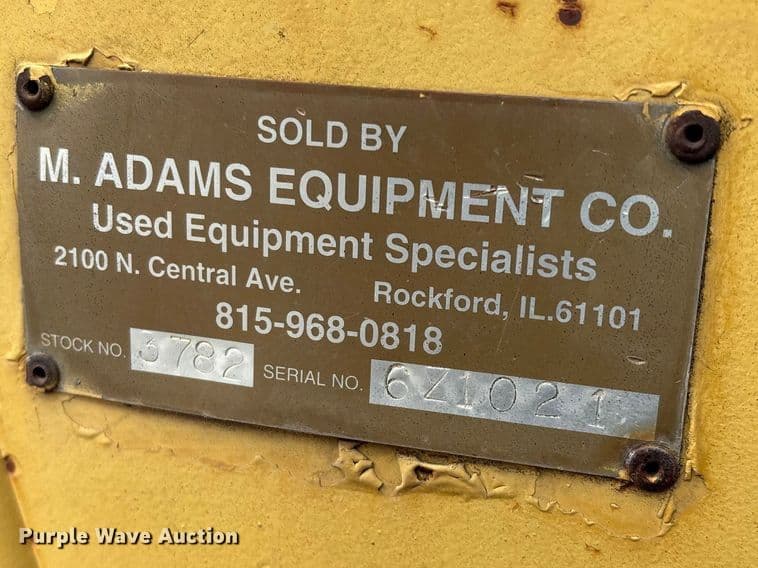 SOLD BY
M. ADAMS EQUIPMENT CO.
Used Equipment Specialists
2100 N. Central Ave. Rockford, IL.61101
815-968-0818
STOCK NO. 3782 SERIAL NO. 6Z1021
Purple Wave Auction